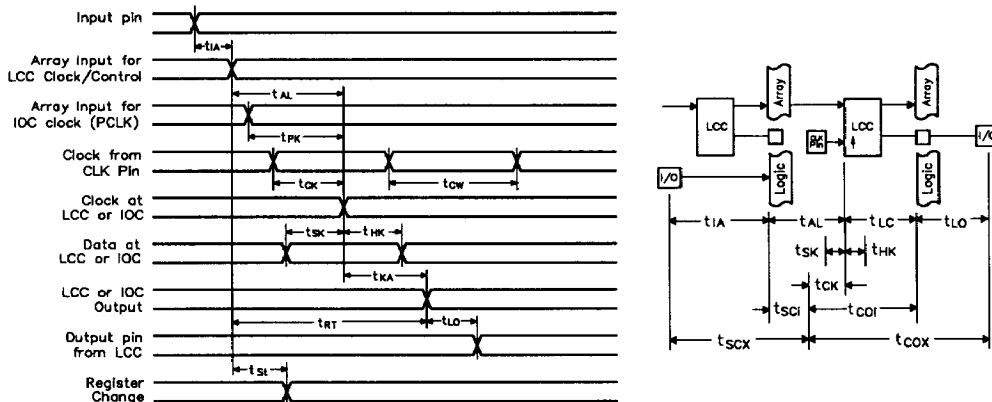 Input pin
tIA
Array Input for
LCC Clock/Control
tAL
Array Input for
IOC clock (PCLK)
tPK
Clock from
CLK Pin
tCK
tCW
Clock at
LCC or IOC
tSK
tHK
Data at
LCC or IOC
tKA
LCC or IOC
Output
tRT
tLO
Output pin
from LCC
tSt
Register
Change
Array
Array
LCC
LCC
CLK
Pin
I/O
I/O
Logic
Logic
tIA
tAL
tLC
tLO
tSK
tHK
tCK
tSCi
tCOi
tSCX
tCOX